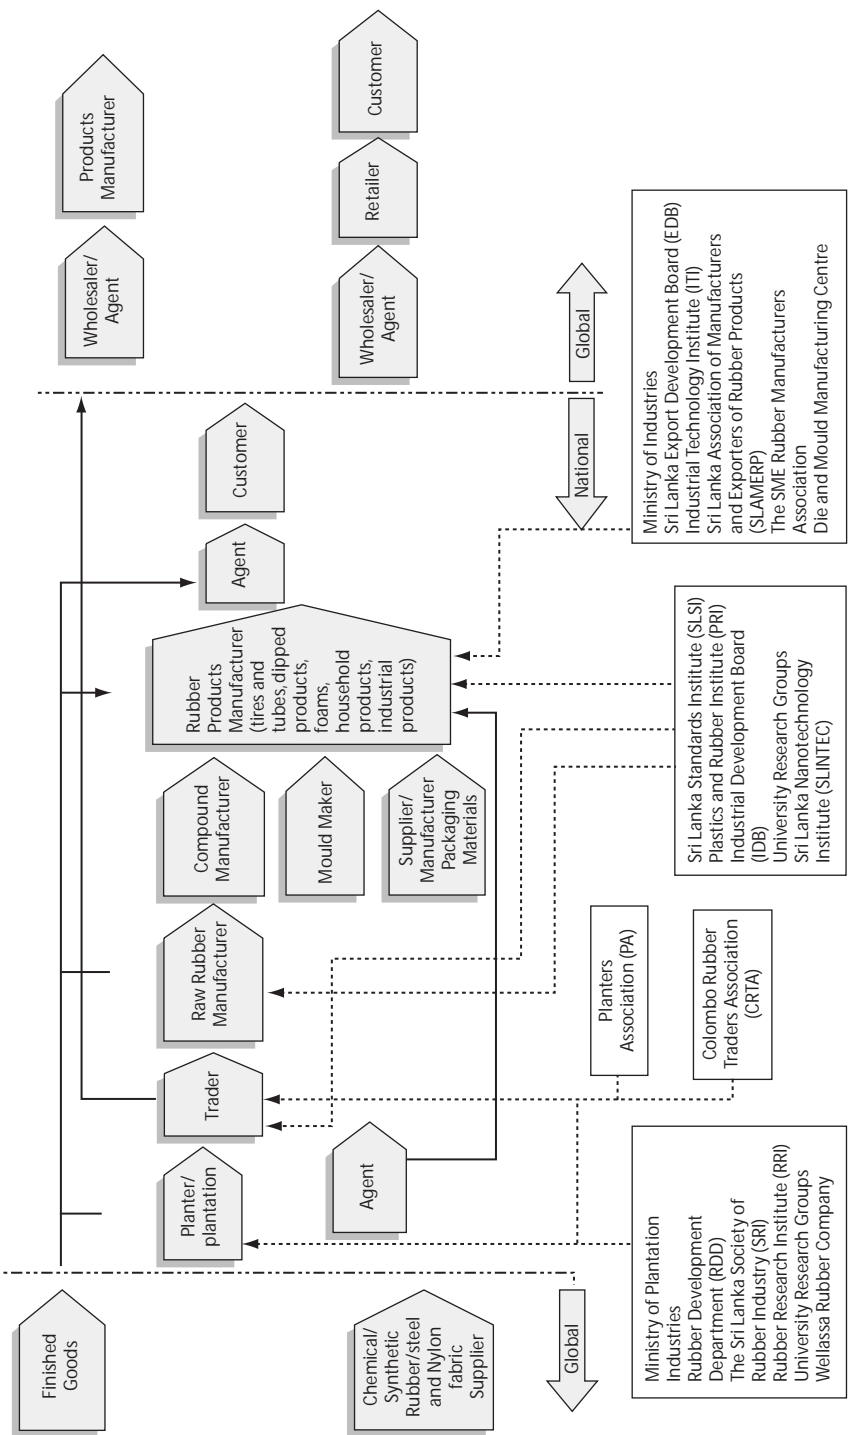 Finished
Goods
Chemical/
Synthetic
Rubber/steel
and Nylon
fabric
Supplier
Global
Planter/
plantation
Agent
Trader
Raw Rubber
Manufacturer
Compound
Manufacturer
Mould Maker
Supplier/
Manufacturer
Packaging
Materials
Rubber
Products
Manufacturer
(tires and
tubes, dipped
products,
foams,
household
products,
industrial
products)
Agent
Customer
National
Global
Wholesaler/
Agent
Products
Manufacturer
Wholesaler/
Agent
Retailer
Customer
Ministry of Plantation
Industries
Rubber Development
Department (RDD)
The Sri Lanka Society of
Rubber Industry (SRI)
Rubber Research Institute (RRI)
University Research Groups
Wellassa Rubber Company
Planters
Association (PA)
Colombo Rubber
Traders Association
(CRTA)
Sri Lanka Standards Institute (SLSI)
Plastics and Rubber Institute (PRI)
Industrial Development Board
(IDB)
University Research Groups
Sri Lanka Nanotechnology
Institute (SLINTEC)
Ministry of Industries
Sri Lanka Export Development Board (EDB)
Industrial Technology Institute (ITI)
Sri Lanka Association of Manufacturers
and Exporters of Rubber Products
(SLAMERP)
The SME Rubber Manufacturers
Association
Die and Mould Manufacturing Centre